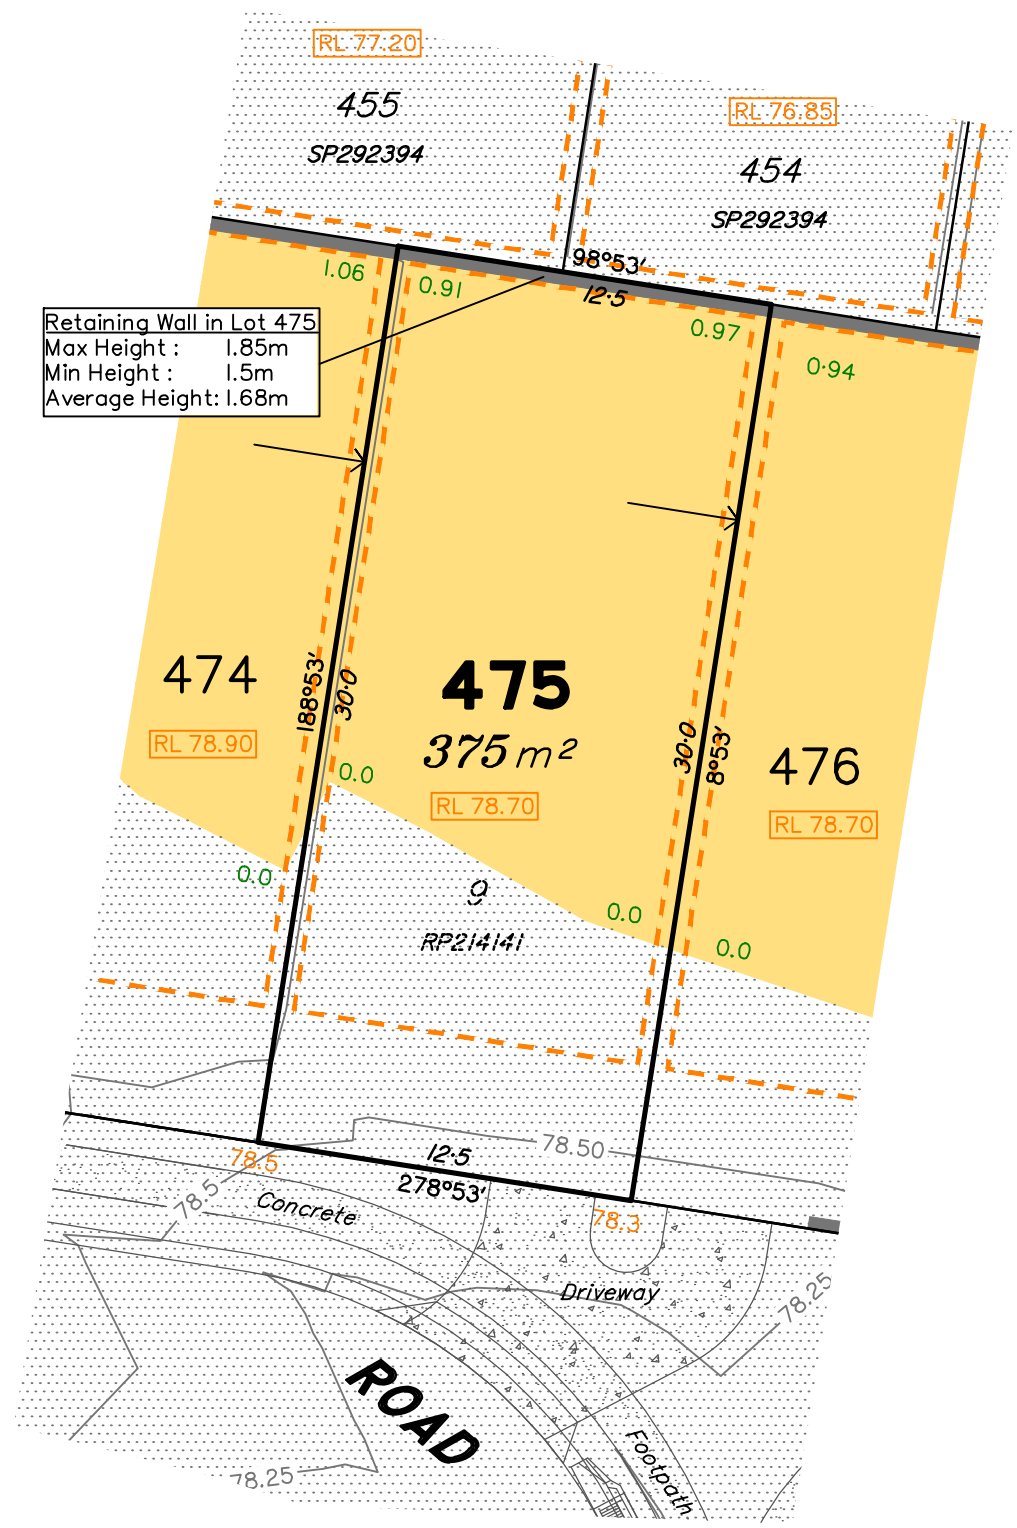 RL 77.20
455
SP292394
RL 76.85
454
SP292394
98°53'
12·5
1.06
0.91
0.97
0·94
Retaining Wall in Lot 475
Max Height : 1.85m
Min Height : 1.5m
Average Height: 1.68m
474
RL 78.90
188°53'
30·0
475
375 m²
RL 78.70
30·0
8°53'
476
RL 78.70
0.0
0.0
9
RP214141
0.0
0.0
78.50
12·5
278°53'
78.5
78.5
Concrete
78.3
Driveway
78.25
ROAD
Footpath
78.25